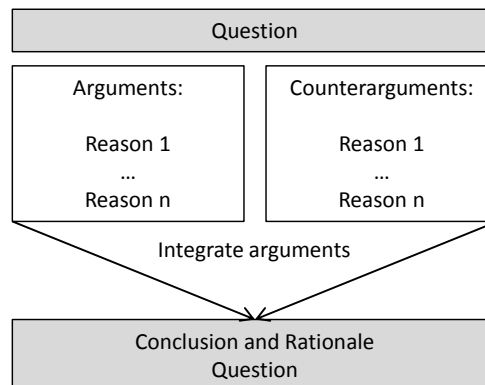 Question
Arguments:
Reason 1
…
Reason n
Counterarguments:
Reason 1
…
Reason n
Integrate arguments
Conclusion and Rationale
Question